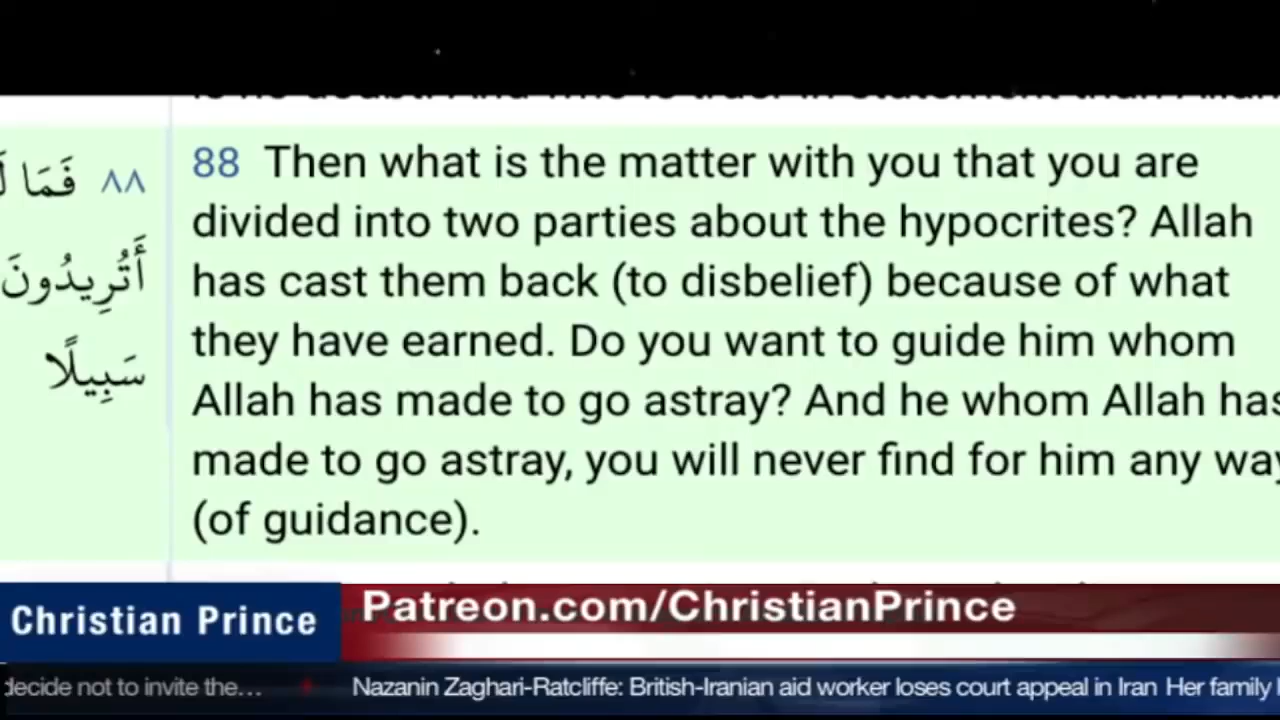 88 Then what is the matter with you that you are
divided into two parties about the hypocrites? Allah
has cast them back (to disbelief) because of what
they have earned. Do you want to guide him whom
Allah has made to go astray? And he whom Allah has
made to go astray, you will never find for him any way
(of guidance).
٨٨ فَمَا
أَتُرِيدُونَ
سَبِيلًا
Christian Prince
Patreon.com/ChristianPrince
decide not to invite the... Nazanin Zaghari-Ratcliffe: British-Iranian aid worker loses court appeal in Iran Her family